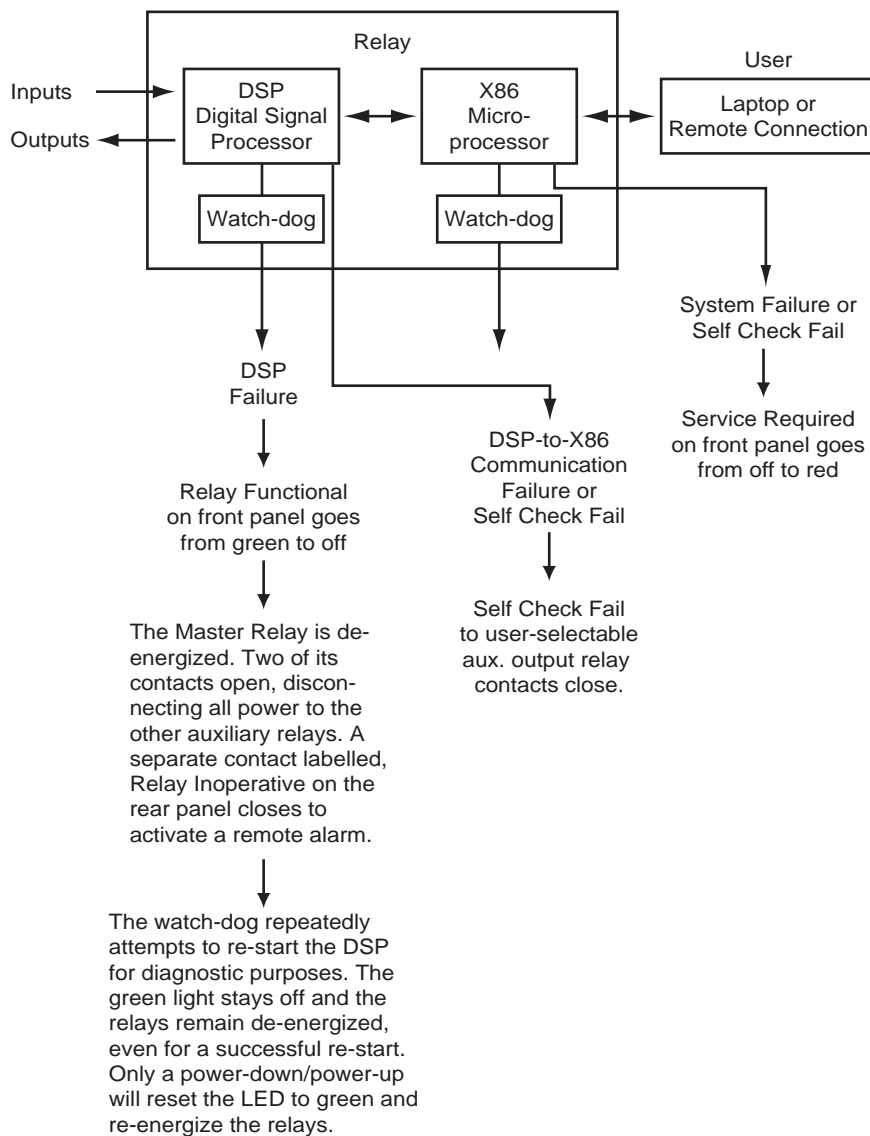 Relay
User
Inputs
Outputs
DSP
Digital Signal
Processor
X86
Micro-
processor
Laptop or
Remote Connection
Watch-dog
Watch-dog
DSP
Failure
Relay Functional
on front panel goes
from green to off
The Master Relay is de-
energized. Two of its
contacts open, discon-
necting all power to the
other auxiliary relays. A
separate contact labelled,
Relay Inoperative on the
rear panel closes to
activate a remote alarm.
The watch-dog repeatedly
attempts to re-start the DSP
for diagnostic purposes. The
green light stays off and the
relays remain de-energized,
even for a successful re-start.
Only a power-down/power-up
will reset the LED to green and
re-energize the relays.
DSP-to-X86
Communication
Failure or
Self Check Fail
Self Check Fail
to user-selectable
aux. output relay
contacts close.
System Failure or
Self Check Fail
Service Required
on front panel goes
from off to red